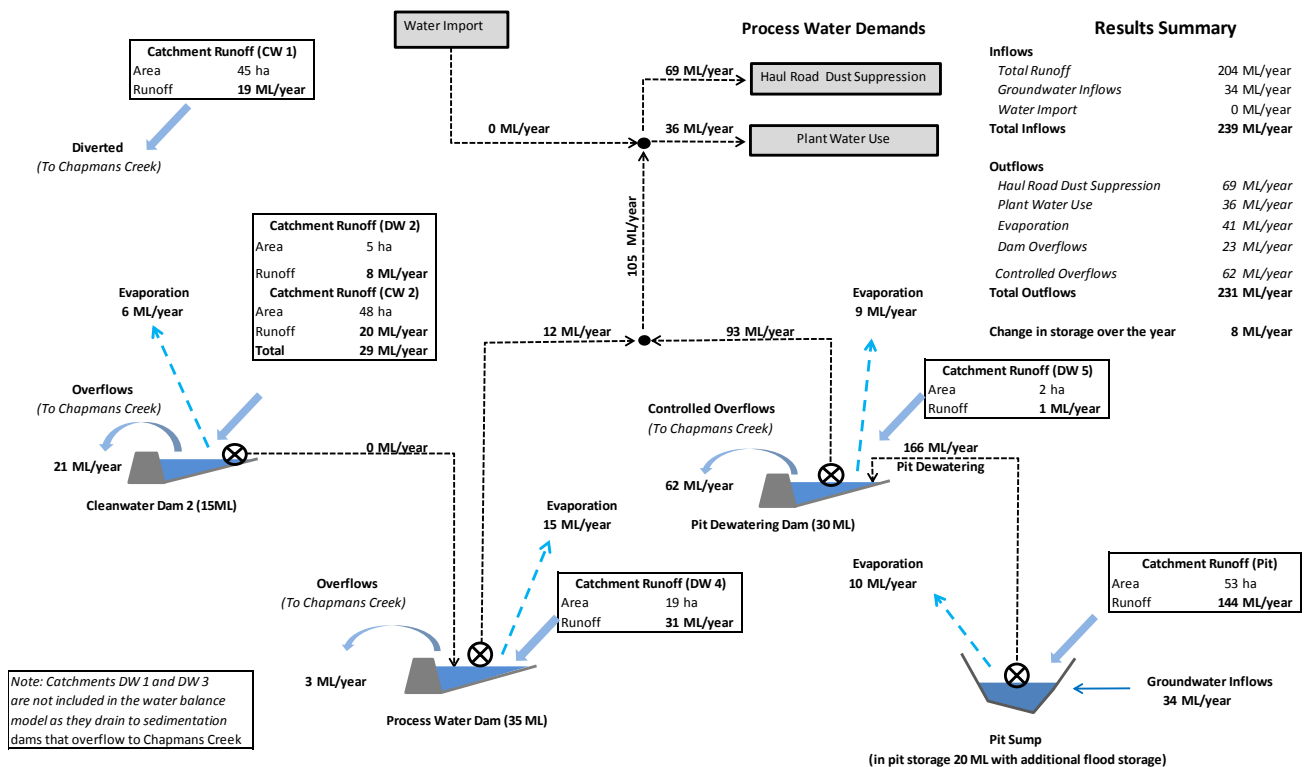 Water Import
Process Water Demands
Results Summary
Catchment Runoff (CW 1)
Area 45 ha
Runoff 19 ML/year
Diverted
(To Chapmans Creek)
0 ML/year
69 ML/year
Haul Road Dust Suppression
36 ML/year
Plant Water Use
105 ML/year
Inflows
Total Runoff 204 ML/year
Groundwater Inflows 34 ML/year
Water Import 0 ML/year
Total Inflows 239 ML/year
Outflows
Haul Road Dust Suppression 69 ML/year
Plant Water Use 36 ML/year
Evaporation 41 ML/year
Dam Overflows 23 ML/year
Controlled Overflows 62 ML/year
Total Outflows 231 ML/year
Change in storage over the year 8 ML/year
Catchment Runoff (DW 2)
Area 5 ha
Runoff 8 ML/year
Catchment Runoff (CW 2)
Area 48 ha
Runoff 20 ML/year
Total 29 ML/year
Evaporation
6 ML/year
Overflows
(To Chapmans Creek)
21 ML/year
Cleanwater Dam 2 (15ML)
0 ML/year
12 ML/year
93 ML/year
Evaporation
9 ML/year
Catchment Runoff (DW 5)
Area 2 ha
Runoff 1 ML/year
Controlled Overflows
(To Chapmans Creek)
62 ML/year
Pit Dewatering Dam (30 ML)
166 ML/year
Pit Dewatering
Evaporation
15 ML/year
Overflows
(To Chapmans Creek)
3 ML/year
Process Water Dam (35 ML)
Catchment Runoff (DW 4)
Area 19 ha
Runoff 31 ML/year
Evaporation
10 ML/year
Catchment Runoff (Pit)
Area 53 ha
Runoff 144 ML/year
Groundwater Inflows
34 ML/year
Pit Sump
(in pit storage 20 ML with additional flood storage)
Note: Catchments DW 1 and DW 3
are not included in the water balance
model as they drain to sedimentation
dams that overflow to Chapmans Creek